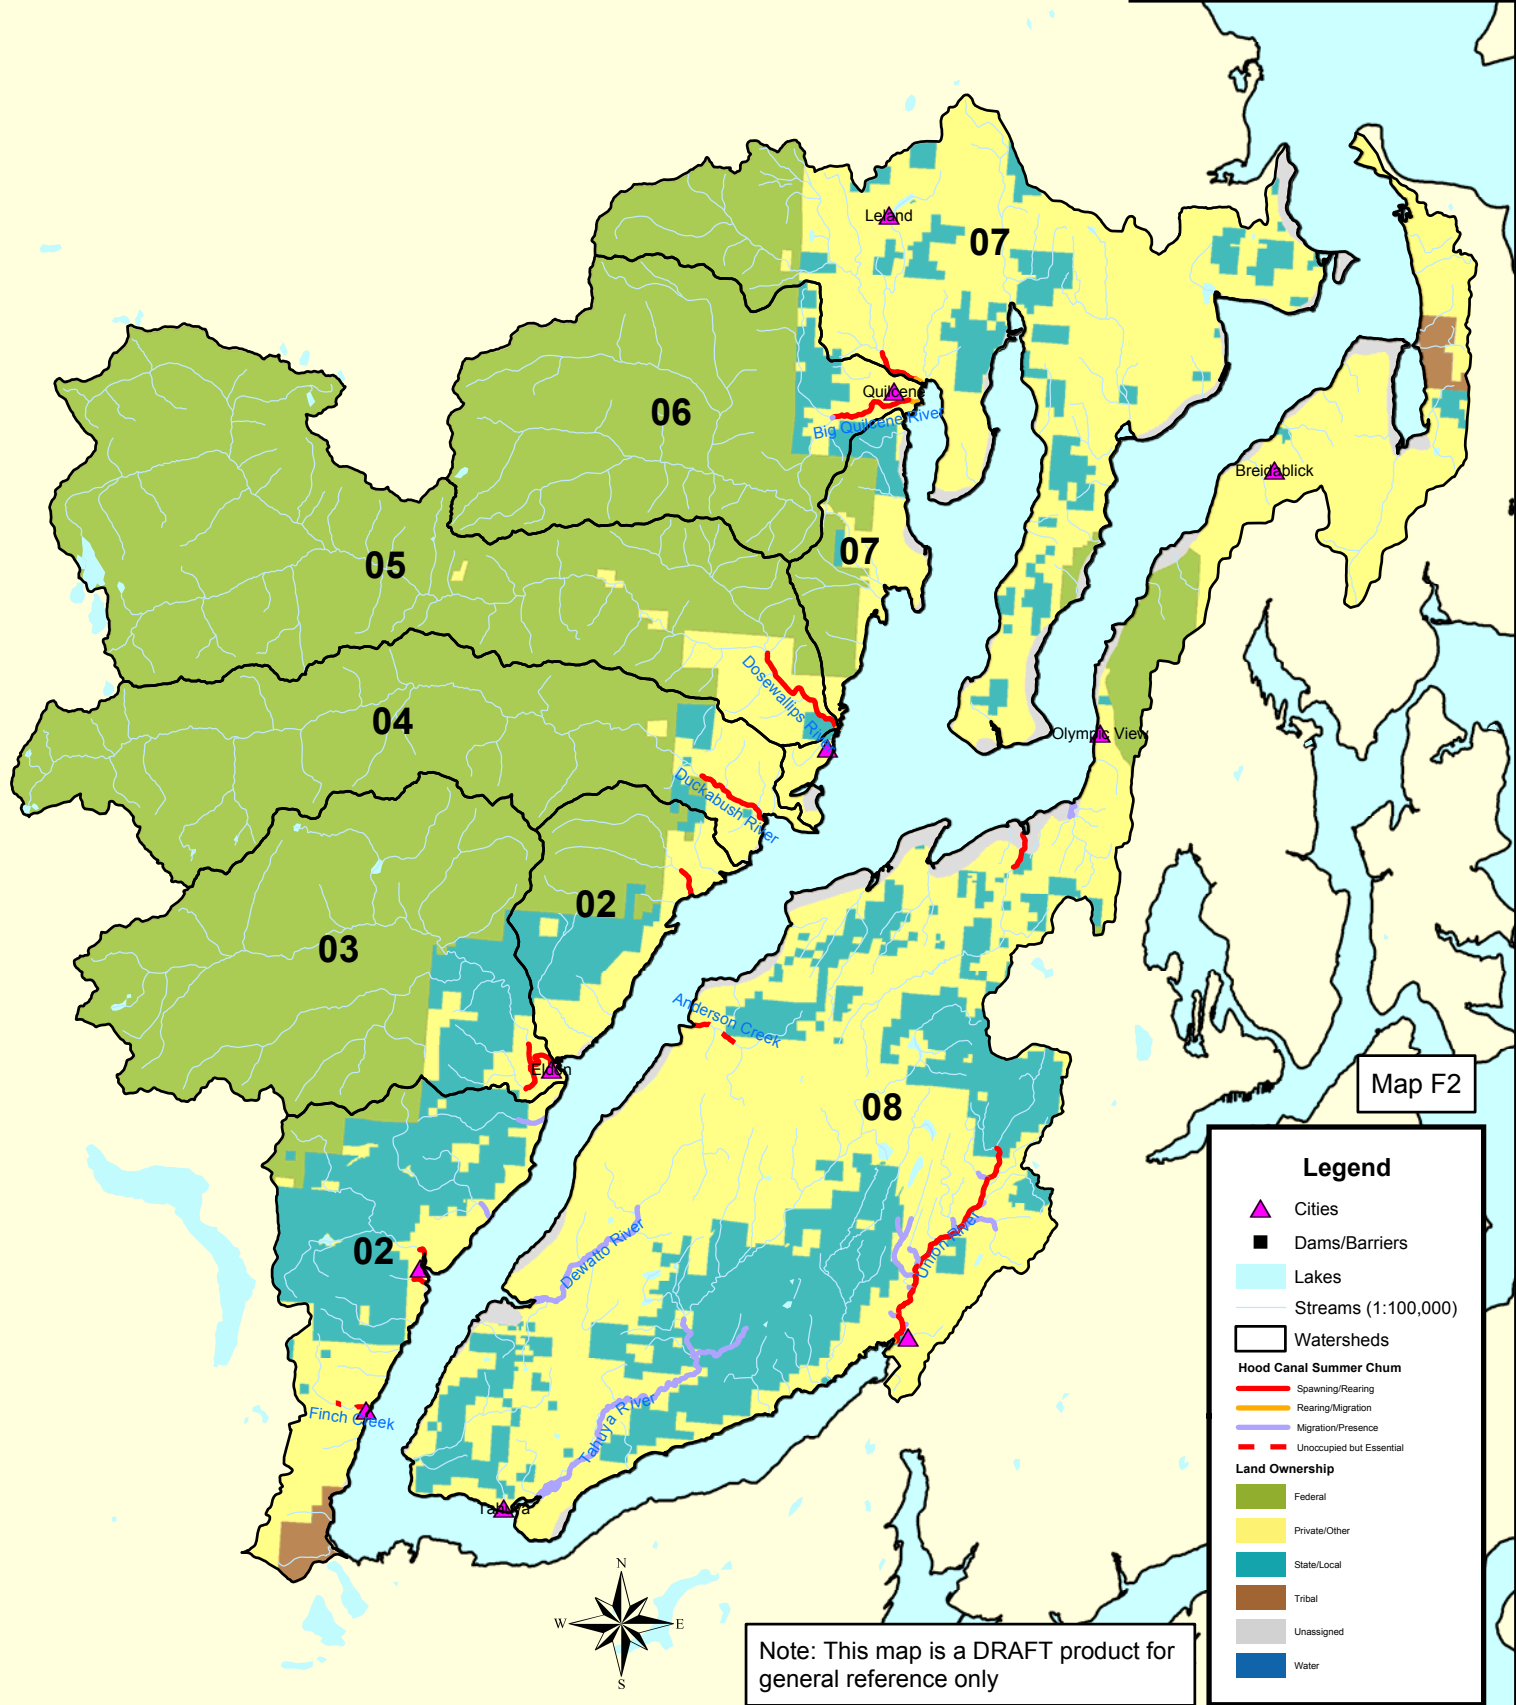 Leland
07
Quilcene
Big Quilcene River
06
Breidablick
07
05
Dosewallips River
04
Olympic View
Duckabush River
02
03
Anderson Creek
Eldon
08
Map F2
02
Dewatto River
Union River
Finch Creek
Tahuya River
Tahuya
Legend
Cities
Dams/Barriers
Lakes
Streams (1:100,000)
Watersheds
Hood Canal Summer Chum
Spawning/Rearing
Rearing/Migration
Migration/Presence
Unoccupied but Essential
Land Ownership
Federal
Private/Other
State/Local
Tribal
Unassigned
Water
N
W
E
S
Note: This map is a DRAFT product for
general reference only